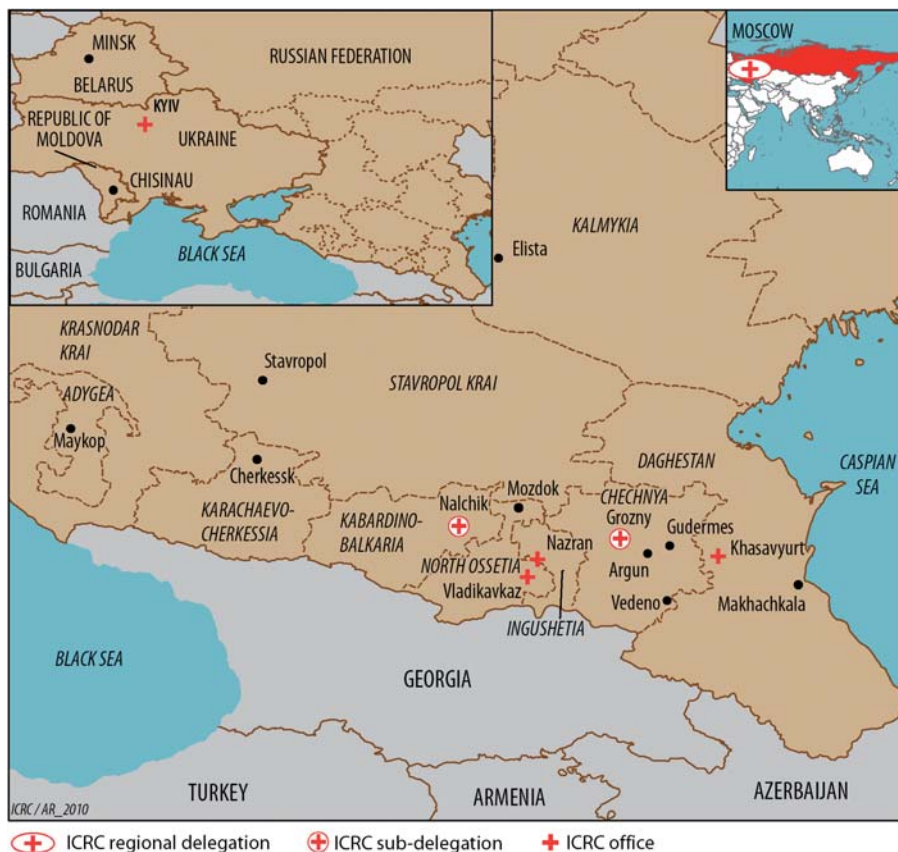 MINSK
BELARUS
RUSSIAN FEDERATION
KYIV
REPUBLIC OF
MOLDOVA
UKRAINE
CHISINAU
ROMANIA
BLACK SEA
BULGARIA
MOSCOW
KALMYKIA
Elista
KRASNODAR
KRAI
Stavropol
STAVROPOL KRAI
ADYGEA
Maykop
Cherkessk
DAGHESTAN
CASPIAN
SEA
KARACHAEVO-
CHERKESSIA
KABARDINO-
BALKARIA
Nalchik
Mozdok
CHECHNYA
Grozny
Gudermes
Nazran
Khasavyurt
NORTH OSSETIA
Argun
Vladikavkaz
Vedeno
Makhachkala
INGUSHETIA
BLACK SEA
GEORGIA
TURKEY
ARMENIA
AZERBAIJAN
ICRC / AR_2010
ICRC regional delegation
ICRC sub-delegation
ICRC office